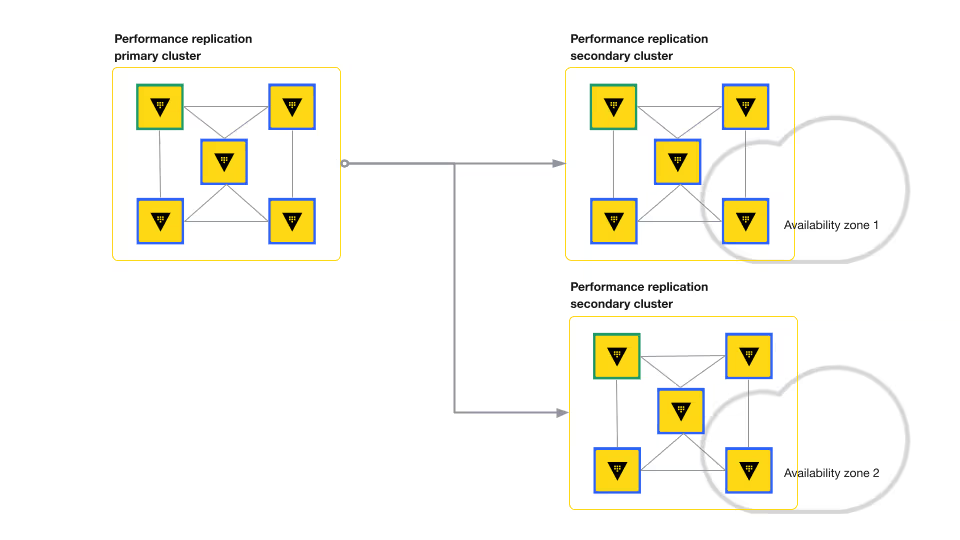 Performance replication
primary cluster
Performance replication
secondary cluster
Availability zone 1
Performance replication
secondary cluster
Availability zone 2